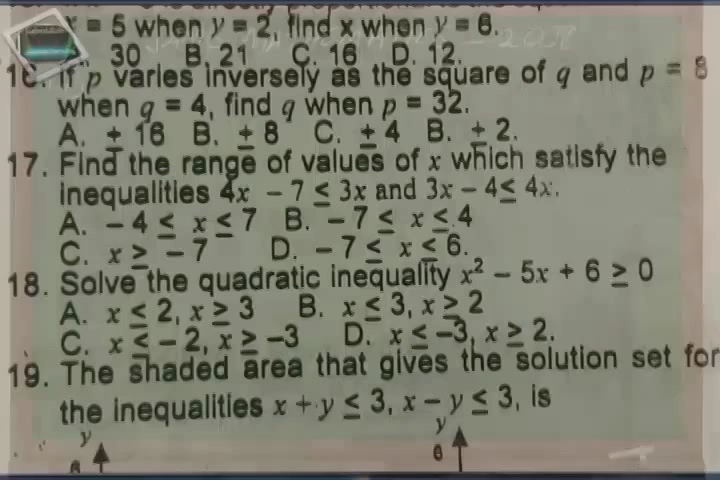 x = 5 when y = 2, find x when y = 6.
30 B. 21 C. 16 D. 12.
16. If p varies inversely as the square of q and p = 8
when q = 4, find q when p = 32.
A. ± 16 B. ± 8 C. ± 4 B. ± 2.
17. Find the range of values of x which satisfy the
inequalities 4x – 7 ≤ 3x and 3x – 4 ≤ 4x.
A. – 4 ≤ x ≤ 7 B. – 7 ≤ x ≤ 4
C. x ≥ – 7 D. – 7 ≤ x ≤ 6.
18. Solve the quadratic inequality x² – 5x + 6 ≥ 0
A. x ≤ 2, x ≥ 3 B. x ≤ 3, x ≥ 2
C. x ≤ – 2, x ≥ –3 D. x ≤ –3, x ≥ 2.
19. The shaded area that gives the solution set for
the inequalities x + y ≤ 3, x – y ≤ 3, is
y y
6 6